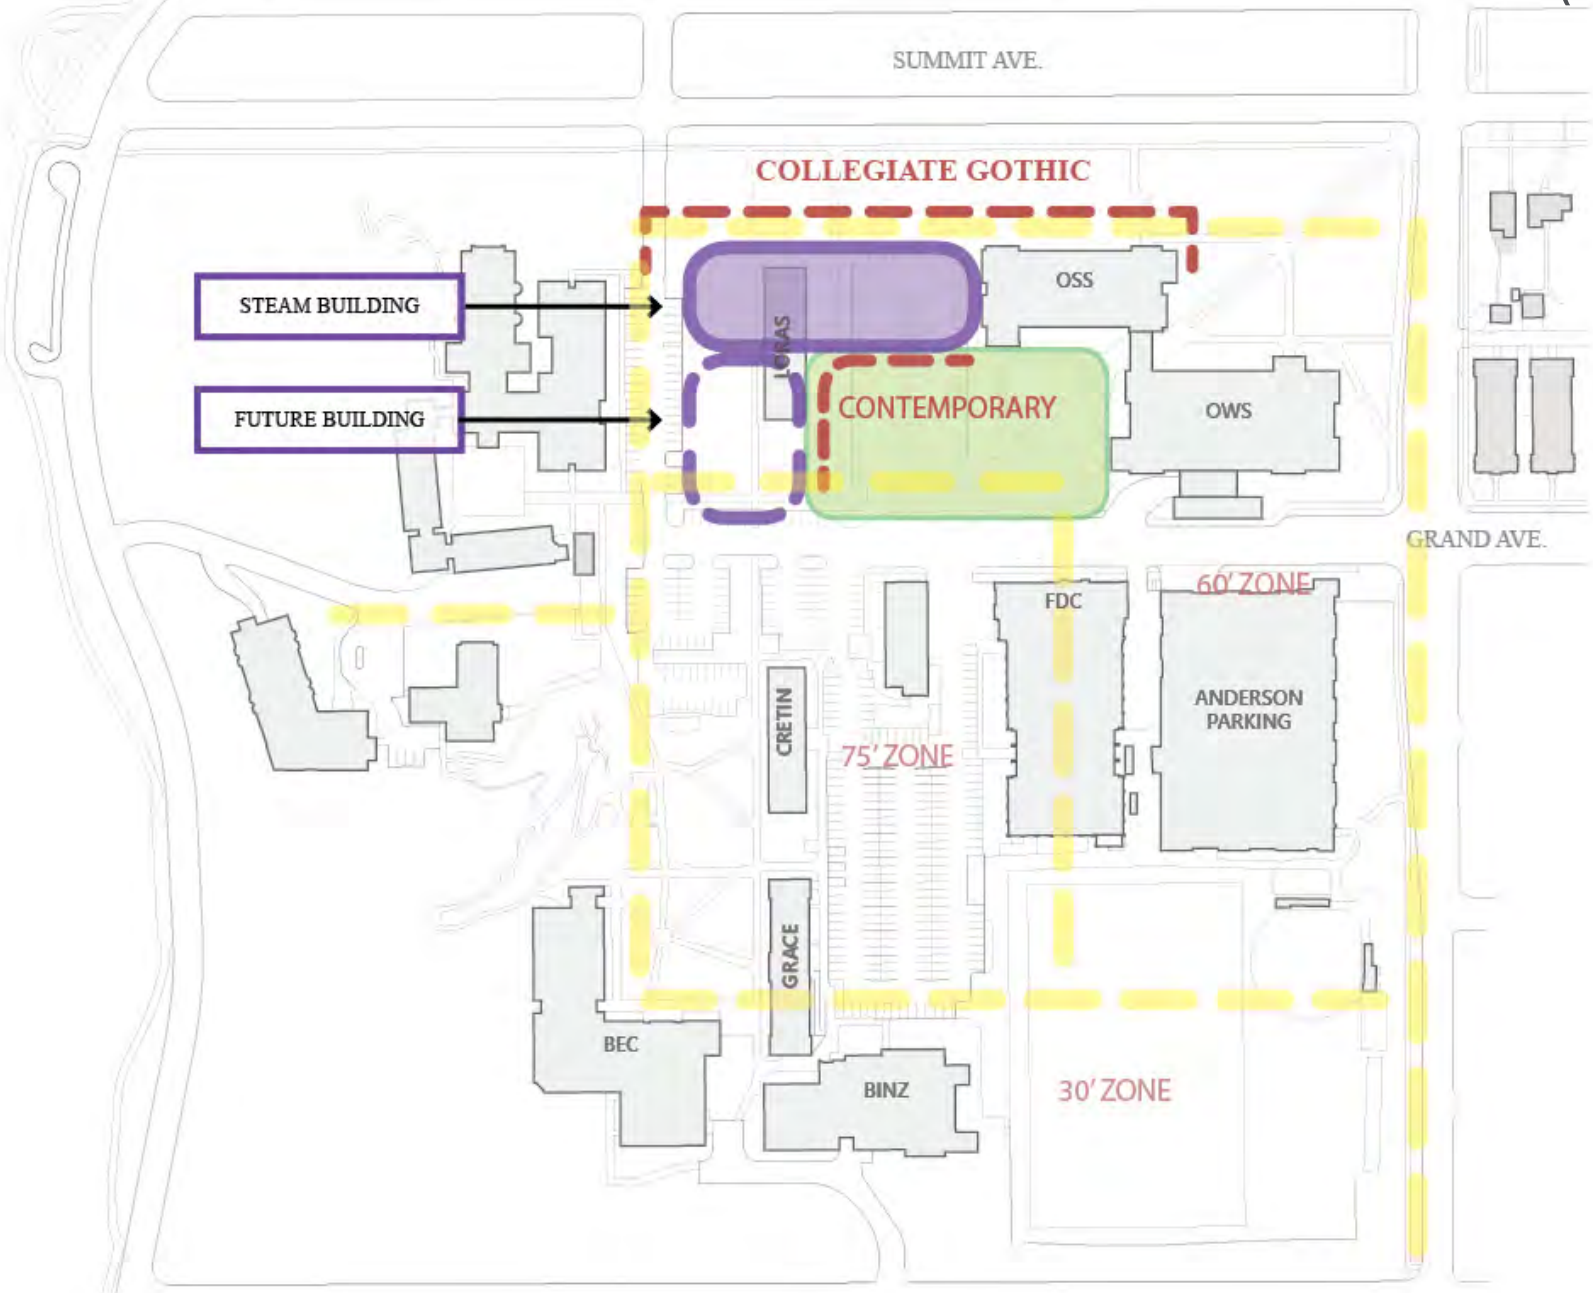 SUMMIT AVE.
COLLEGIATE GOTHIC
OSS
STEAM BUILDING
LORAS
FUTURE BUILDING
CONTEMPORARY
OWS
GRAND AVE.
60' ZONE
FDC
CRETIN
ANDERSON
PARKING
75' ZONE
GRACE
BEC
BINZ
30' ZONE